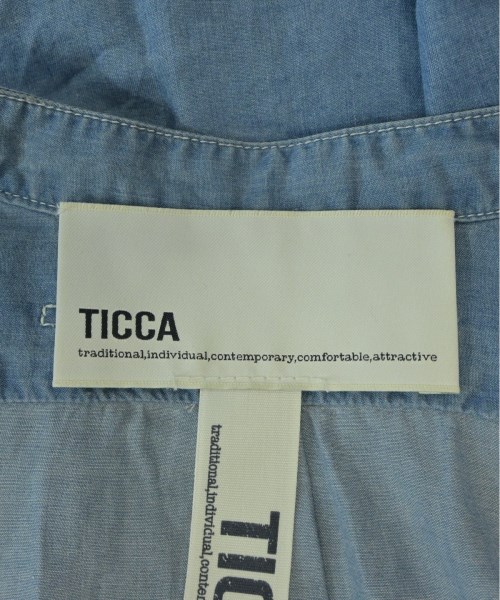 TICCA
traditional,individual,contemporary,comfortable,attractive
traditional,individual,conten
TIC